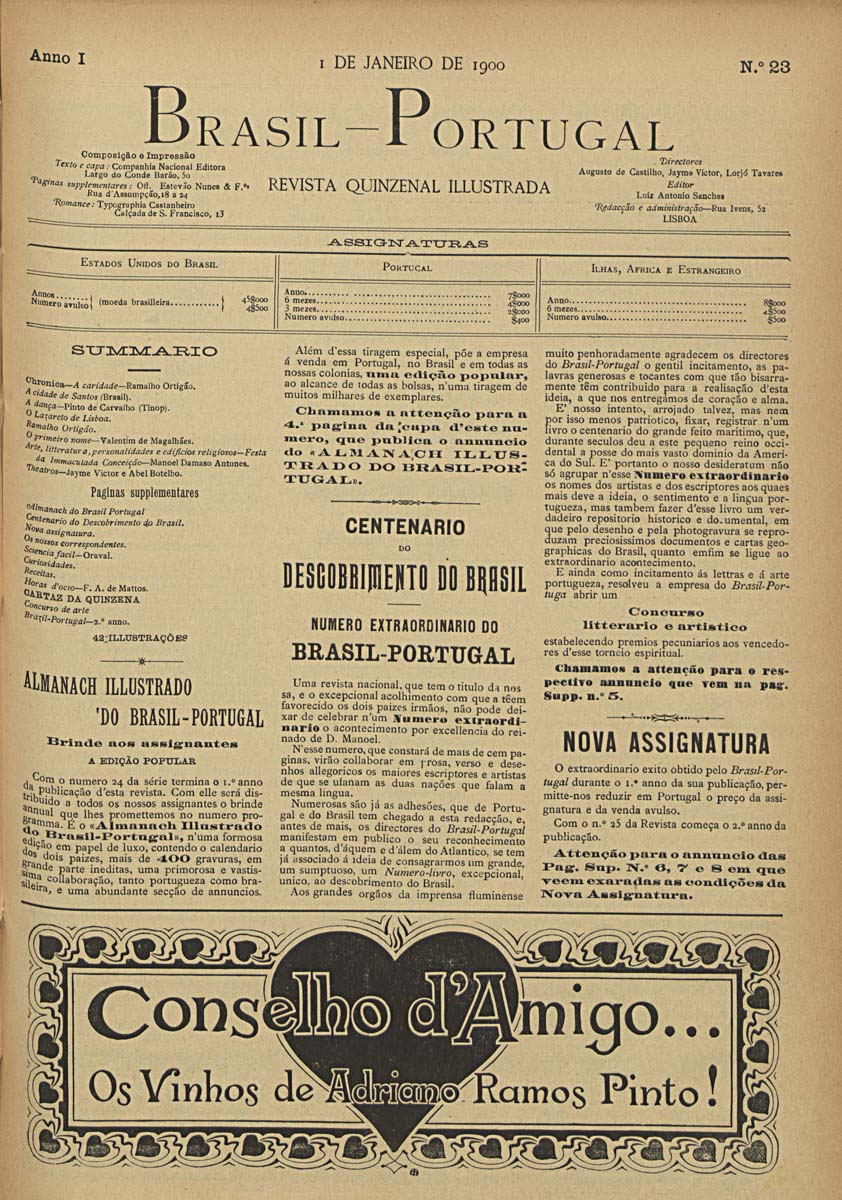 Anno I
1 DE JANEIRO DE 1900
N.º 23
BRASIL-PORTUGAL
Composição e Impressão
Texto e capa: Companhia Nacional Editora
Largo do Conde Barão, 50
Paginas supplementares: Off. Estevão Nunes & F.os
Rua d'Assumpção, 18 a 24
Romance: Typographia Castanheiro
Calçada de S. Francisco, 13
REVISTA QUINZENAL ILLUSTRADA
Directores
Augusto de Castilho, Jayme Victor, Lorjó Tavares
Editor
Luiz Antonio Sanches
Redacção e administração—Rua Ivens, 52
LISBOA
ASSIGNATURAS
ESTADOS UNIDOS DO BRASIL
Annos........
Numero avulso
(moeda brasileira............
45$000
4$500
PORTUGAL
Anno.............................. 7$000
6 mezes.............................. 4$000
3 mezes.............................. 2$000
Numero avulso.............................. $400
ILHAS, AFRICA E ESTRANGEIRO
Anno.............................. 8$000
6 mezes.............................. 4$500
Numero avulso.............................. $500
SUMMARIO
Chronica—A caridade—Ramalho Ortigão.
A cidade de Santos (Brasil).
A dança—Pinto de Carvalho (Tinop).
O Lazareto de Lisboa.
Ramalho Ortigão.
O primeiro nome—Valentim de Magalhães.
Arte, litteratura, personalidades e edificios religiosos—Festa
da Immaculada Conceição—Manoel Damaso Antunes.
Theatros—Jayme Victor e Abel Botelho.
Paginas supplementares
Almanach do Brasil Portugal
Centenario do Descobrimento do Brasil.
Nova assignatura.
Os nossos correspondentes.
Sciencia facil—Oraval.
Curiosidades.
Receitas.
Horas d'ocio—F. A. de Mattos.
CARTAZ DA QUINZENA
Concurso de arte
Brazil-Portugal—2.º anno.
42 ILLUSTRAÇÕES
ALMANACH ILLUSTRADO
DO BRASIL-PORTUGAL
Brinde aos assignantes
A EDIÇÃO POPULAR
Com o numero 24 da série termina o 1.º anno
da publicação d'esta revista. Com elle será dis-
tribuido a todos os nossos assignantes o brinde
annual que lhes promettemos no numero pro-
gramma. E o «Almanach Illustrado
do Brasil-Portugal», n'uma formosa
edição em papel de luxo, contendo o calendario
dos dois paizes, mais de 400 gravuras, em
grande parte ineditas, uma primorosa e vastis-
sima collaboração, tanto portugueza como bra-
sileira, e uma abundante secção de annuncios.
Além d'essa tiragem especial, põe a empresa
á venda em Portugal, no Brasil e em todas as
nossas colonias, uma edição popular,
ao alcance de todas as bolsas, n'uma tiragem de
muitos milhares de exemplares.
Chamamos a attenção para a
4.ª pagina da capa d'este nu-
mero, que publica o annuncio
do «ALMANACH ILLUS-
TRADO DO BRASIL-POR-
TUGAL».
CENTENARIO
DO
DESCOBRIMENTO DO BRASIL
NUMERO EXTRAORDINARIO DO
BRASIL-PORTUGAL
Uma revista nacional, que tem o titulo da nos
sa, e o excepcional acolhimento com que a têem
favorecido os dois paizes irmãos, não pode dei-
xar de celebrar n'um Numero extraordi-
nario o acontecimento por excellencia do rei-
nado de D. Manoel.
N'esse numero, que constará de mais de cem pa-
ginas, virão collaborar em prosa, verso e dese-
nhos allegoricos os maiores escriptores e artistas
de que se ufanam as duas nações que falam a
mesma lingua.
Numerosas são já as adhesões, que de Portu-
gal e do Brasil tem chegado a esta redacção, e,
antes de mais, os directores do Brasil-Portugal
manifestam em publico o seu reconhecimento
a quantos, d'áquem e d'álem do Atlantico, se tem
já associado á ideia de consagrarmos um grande,
um sumptuoso, um Numero-livro, excepcional,
unico, ao descobrimento do Brasil.
Aos grandes orgãos da imprensa fluminense
muito penhoradamente agradecem os directores
do Brasil-Portugal o gentil incitamento, as pa-
lavras generosas e tocantes com que tão bisarra-
mente têm contribuido para a realisação d'esta
ideia, a que nos entregámos de coração e alma.
E' nosso intento, arrojado talvez, mas nem
por isso menos patriotico, fixar, registrar n'um
livro o centenario do grande feito maritimo, que,
durante seculos deu a este pequeno reino occi-
dental a posse do mais vasto dominio da Ameri-
ca do Sul. E' portanto o nosso desideratum não
só agrupar n'esse Numero extraordinario
os nomes dos artistas e dos escriptores aos quaes
mais deve a ideia, o sentimento e a lingua por-
tugueza, mas tambem fazer d'esse livro um ver-
dadeiro repositorio historico e documental, em
que pelo desenho e pela photogravura se repro-
duzam preciosissimos documentos e cartas geo-
graphicas do Brasil, quanto emfim se ligue ao
extraordinario acontecimento.
E ainda como incitamento ás lettras e á arte
portugueza, resolveu a empresa do Brasil-Por-
tuga abrir um
Concurso
litterario e artistico
estabelecendo premios pecuniarios aos vencedo-
res d'esse torneio espiritual.
Chamamos a attenção para o res-
pectivo annuncio que vem na pag.
Supp. n.º 5.
NOVA ASSIGNATURA
O extraordinario exito obtido pelo Brasil-Por-
tugal durante o 1.º anno da sua publicação, per-
mitte-nos reduzir em Portugal o preço da assi-
gnatura e da venda avulso.
Com o n.º 25 da Revista começa o 2.º anno da
publicação.
Attenção para o annuncio das
Pag. Sup. N.º 6, 7 e 8 em que
veem exaradas as condições da
Nova Assignatura.
Conselho d'Amigo...
Os Vinhos de Adriano Ramos Pinto!